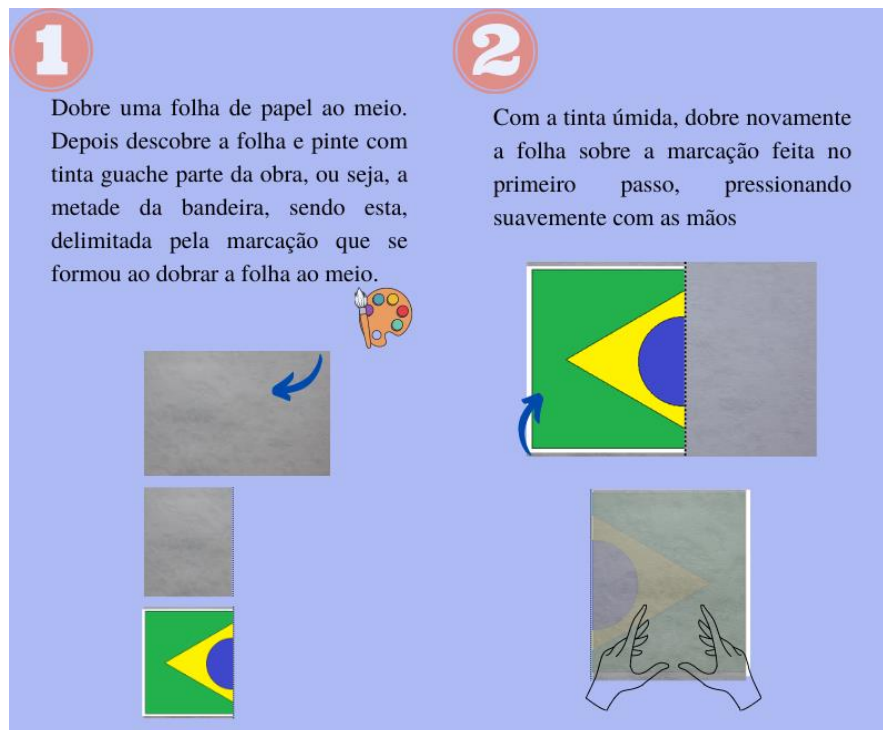 1
Dobre uma folha de papel ao meio.
Depois descobre a folha e pinte com
tinta guache parte da obra, ou seja, a
metade da bandeira, sendo esta,
delimitada pela marcação que se
formou ao dobrar a folha ao meio.
2
Com a tinta úmida, dobre novamente
a folha sobre a marcação feita no
primeiro passo, pressionando
suavemente com as mãos